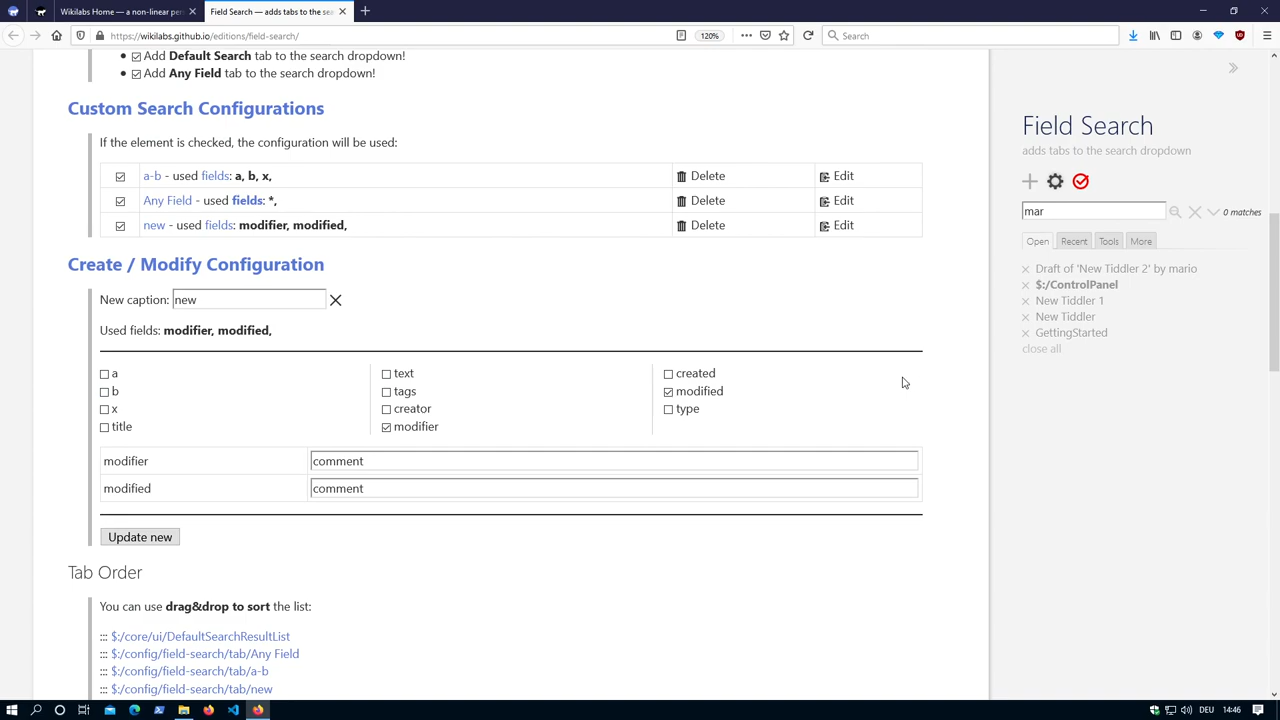 Wikilabs Home — a non-linear per
Field Search — adds tabs to the sea
https://wikilabs.github.io/editions/field-search/
120%
Search
Add Default Search tab to the search dropdown!
Add Any Field tab to the search dropdown!
Custom Search Configurations
If the element is checked, the configuration will be used:
a-b - used fields: a, b, x, Delete Edit
Any Field - used fields: *, Delete Edit
new - used fields: modifier, modified, Delete Edit
Create / Modify Configuration
New caption: new
Used fields: modifier, modified,
a
b
x
title
text
tags
creator
modifier
created
modified
type
modifier comment
modified comment
Update new
Tab Order
You can use drag&drop to sort the list:
::: $:/core/ui/DefaultSearchResultList
::: $:/config/field-search/tab/Any Field
::: $:/config/field-search/tab/a-b
::: $:/config/field-search/tab/new
Field Search
adds tabs to the search dropdown
mar
0 matches
Open Recent Tools More
Draft of 'New Tiddler 2' by mario
$:/ControlPanel
New Tiddler 1
New Tiddler
GettingStarted
close all
DEU 14:46